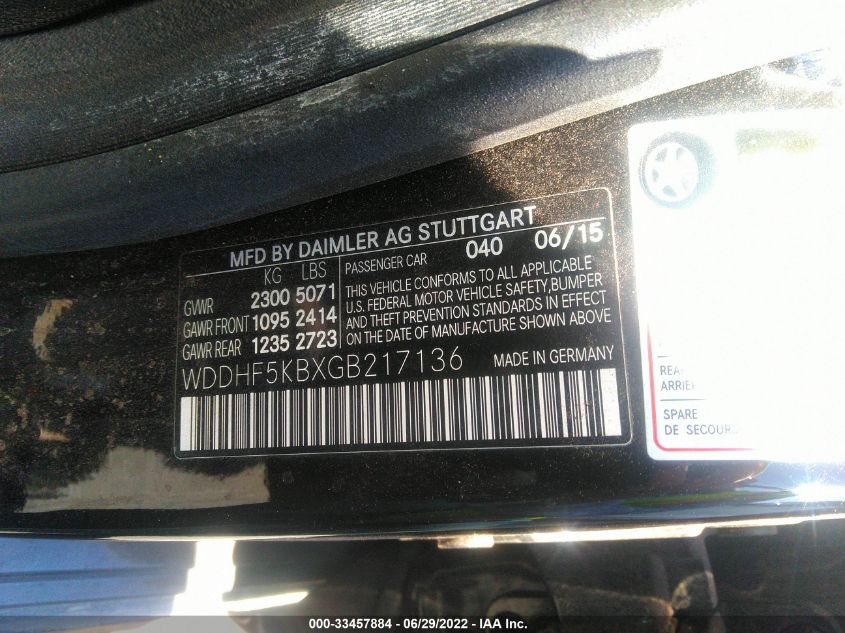 MFD BY DAIMLER AG STUTTGART
KG LBS
GVWR 2300 5071
GAWR FRONT 1095 2414
GAWR REAR 1235 2723
PASSENGER CAR 040 06/15
THIS VEHICLE CONFORMS TO ALL APPLICABLE
U.S. FEDERAL MOTOR VEHICLE SAFETY,BUMPER
AND THEFT PREVENTION STANDARDS IN EFFECT
ON THE DATE OF MANUFACTURE SHOWN ABOVE
WDDHF5KBXGB217136 MADE IN GERMANY
REAR
ARRIER
SPARE
DE SECOURS
000-33457884 - 06/29/2022 - IAA Inc.